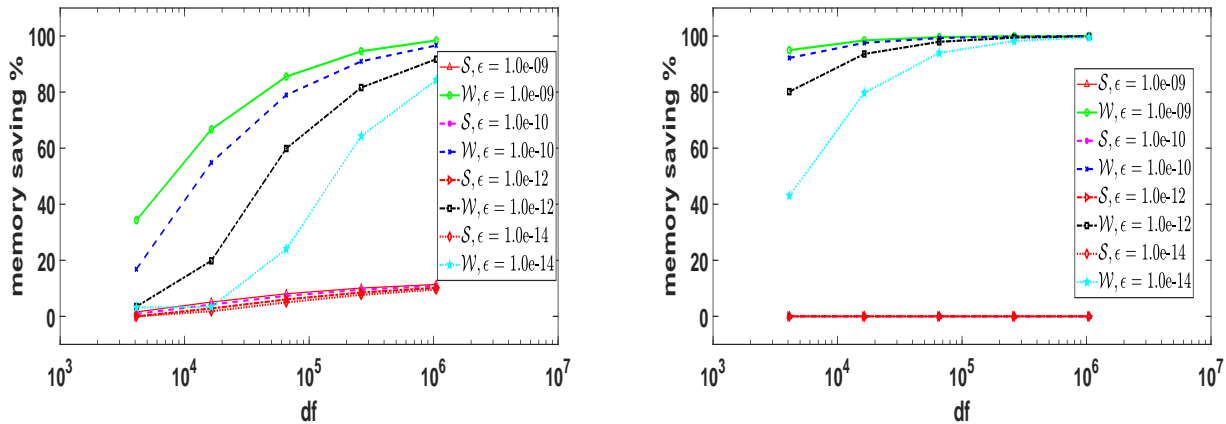 memory saving %
100
80
60
40
20
0
10^3 10^4 10^5 10^6 10^7
df
S, ϵ = 1.0e-09
W, ϵ = 1.0e-09
S, ϵ = 1.0e-10
W, ϵ = 1.0e-10
S, ϵ = 1.0e-12
W, ϵ = 1.0e-12
S, ϵ = 1.0e-14
W, ϵ = 1.0e-14
memory saving %
100
80
60
40
20
0
10^3 10^4 10^5 10^6 10^7
df
S, ϵ = 1.0e-09
W, ϵ = 1.0e-09
S, ϵ = 1.0e-10
W, ϵ = 1.0e-10
S, ϵ = 1.0e-12
W, ϵ = 1.0e-12
S, ϵ = 1.0e-14
W, ϵ = 1.0e-14